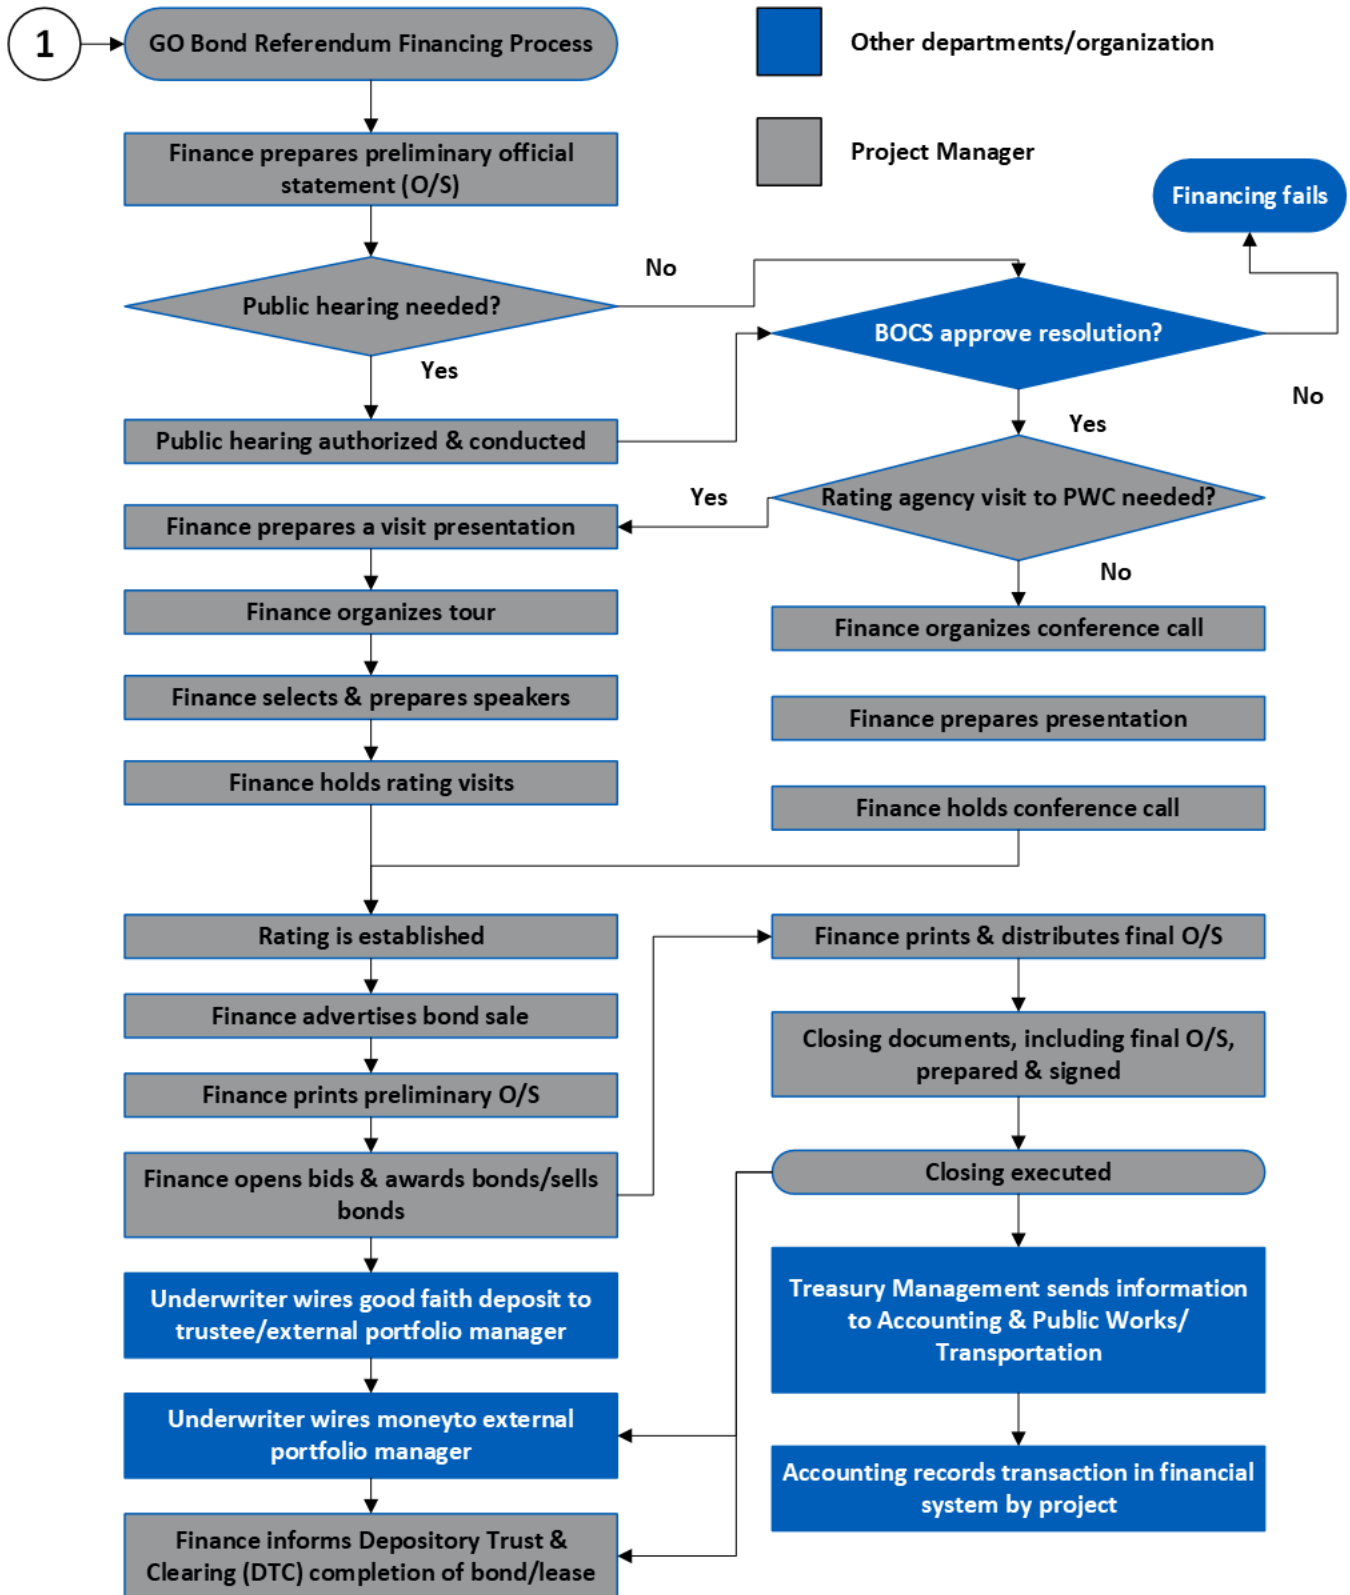 1
GO Bond Referendum Financing Process
Other departments/organization
Project Manager
Finance prepares preliminary official
statement (O/S)
Financing fails
No
Public hearing needed?
BOCS approve resolution?
Yes
No
Public hearing authorized & conducted
Yes
Rating agency visit to PWC needed?
Yes
Finance prepares a visit presentation
No
Finance organizes tour
Finance organizes conference call
Finance selects & prepares speakers
Finance prepares presentation
Finance holds rating visits
Finance holds conference call
Rating is established
Finance prints & distributes final O/S
Finance advertises bond sale
Closing documents, including final O/S,
prepared & signed
Finance prints preliminary O/S
Finance opens bids & awards bonds/sells
bonds
Closing executed
Underwriter wires good faith deposit to
trustee/external portfolio manager
Treasury Management sends information
to Accounting & Public Works/
Transportation
Underwriter wires moneyto external
portfolio manager
Accounting records transaction in financial
system by project
Finance informs Depository Trust &
Clearing (DTC) completion of bond/lease